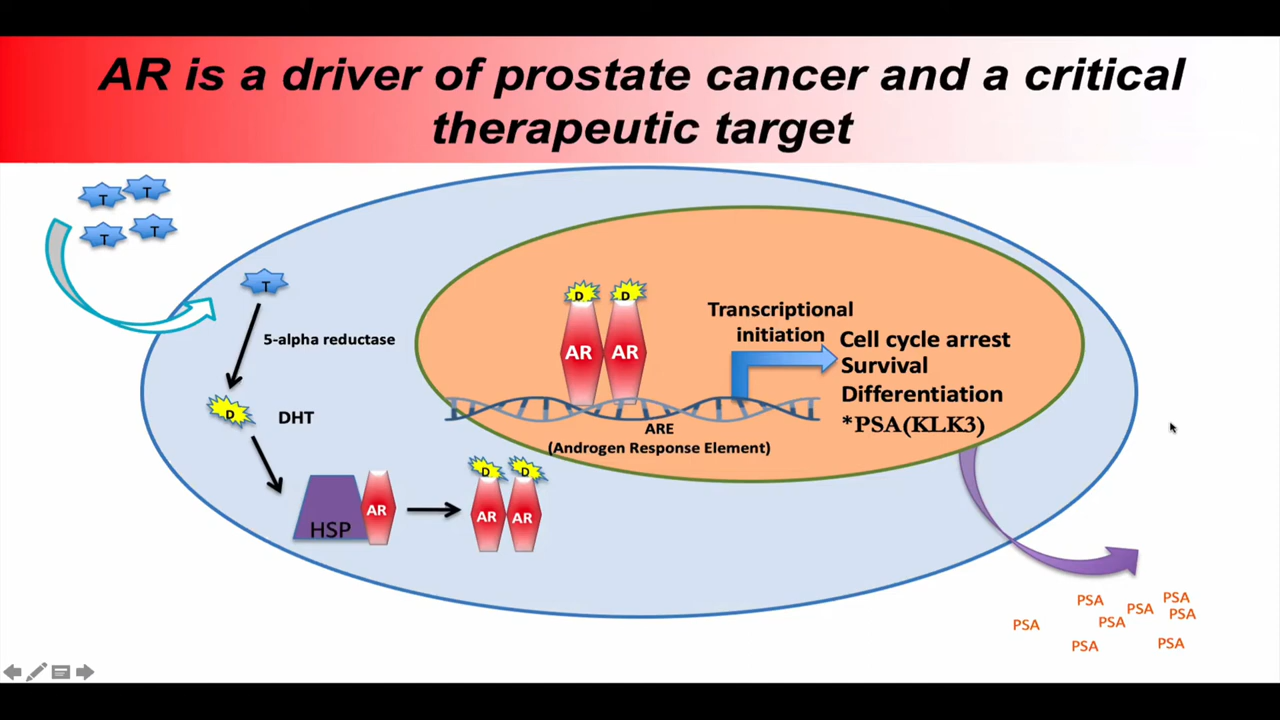 AR is a driver of prostate cancer and a critical
therapeutic target
T
T
T
T
T
5-alpha reductase
D
DHT
HSP
AR
D
D
AR
AR
D
D
AR
AR
Transcriptional
initiation
Cell cycle arrest
Survival
Differentiation
*PSA(KLK3)
ARE
(Androgen Response Element)
PSA
PSA
PSA
PSA
PSA
PSA
PSA
PSA